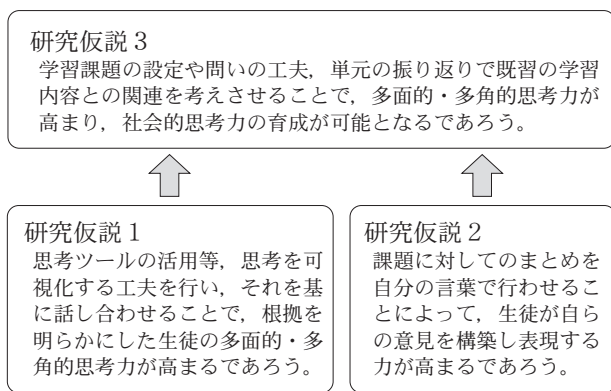 研究仮説３
学習課題の設定や問いの工夫，単元の振り返りで既習の学習
内容との関連を考えさせることで，多面的・多角的思考力が
高まり，社会的思考力の育成が可能となるであろう。
研究仮説１
思考ツールの活用等，思考を可
視化する工夫を行い，それを基
に話し合わせることで，根拠を
明らかにした生徒の多面的・多
角的思考力が高まるであろう。
研究仮説２
課題に対してのまとめを
自分の言葉で行わせるこ
とによって，生徒が自ら
の意見を構築し表現する
力が高まるであろう。